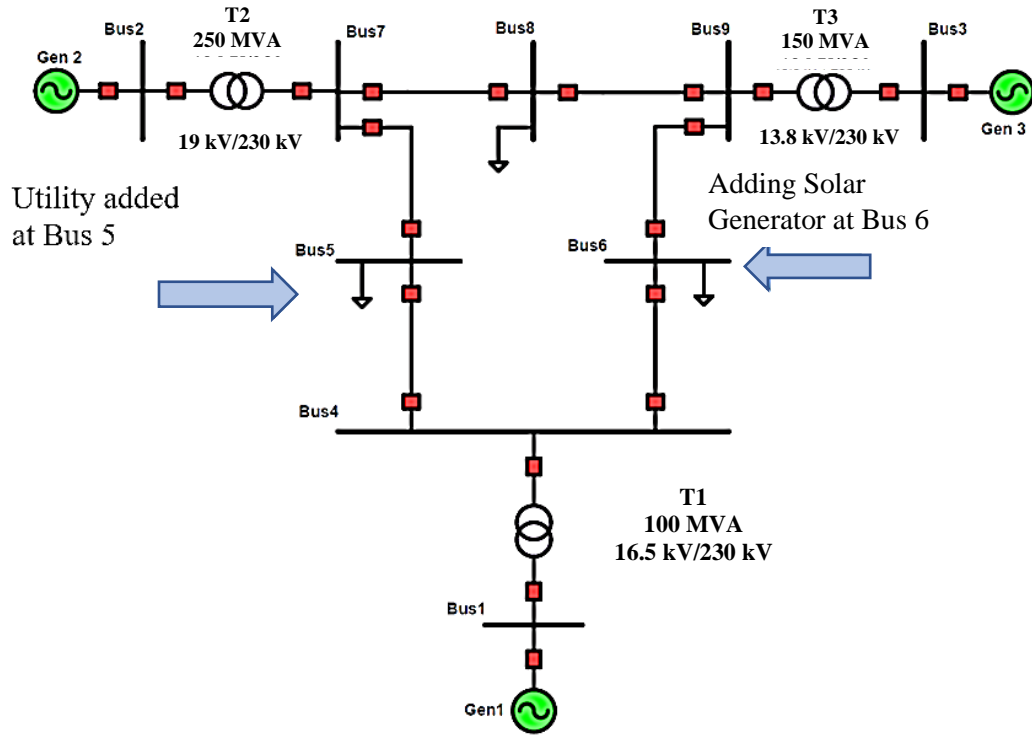 T2
250 MVA
Bus2
Bus7
Bus8
Bus9
T3
150 MVA
Bus3
Gen 2
Gen 3
19 kV/230 kV
13.8 kV/230 kV
Utility added
at Bus 5
Adding Solar
Generator at Bus 6
Bus5
Bus6
Bus4
T1
100 MVA
16.5 kV/230 kV
Bus1
Gen1